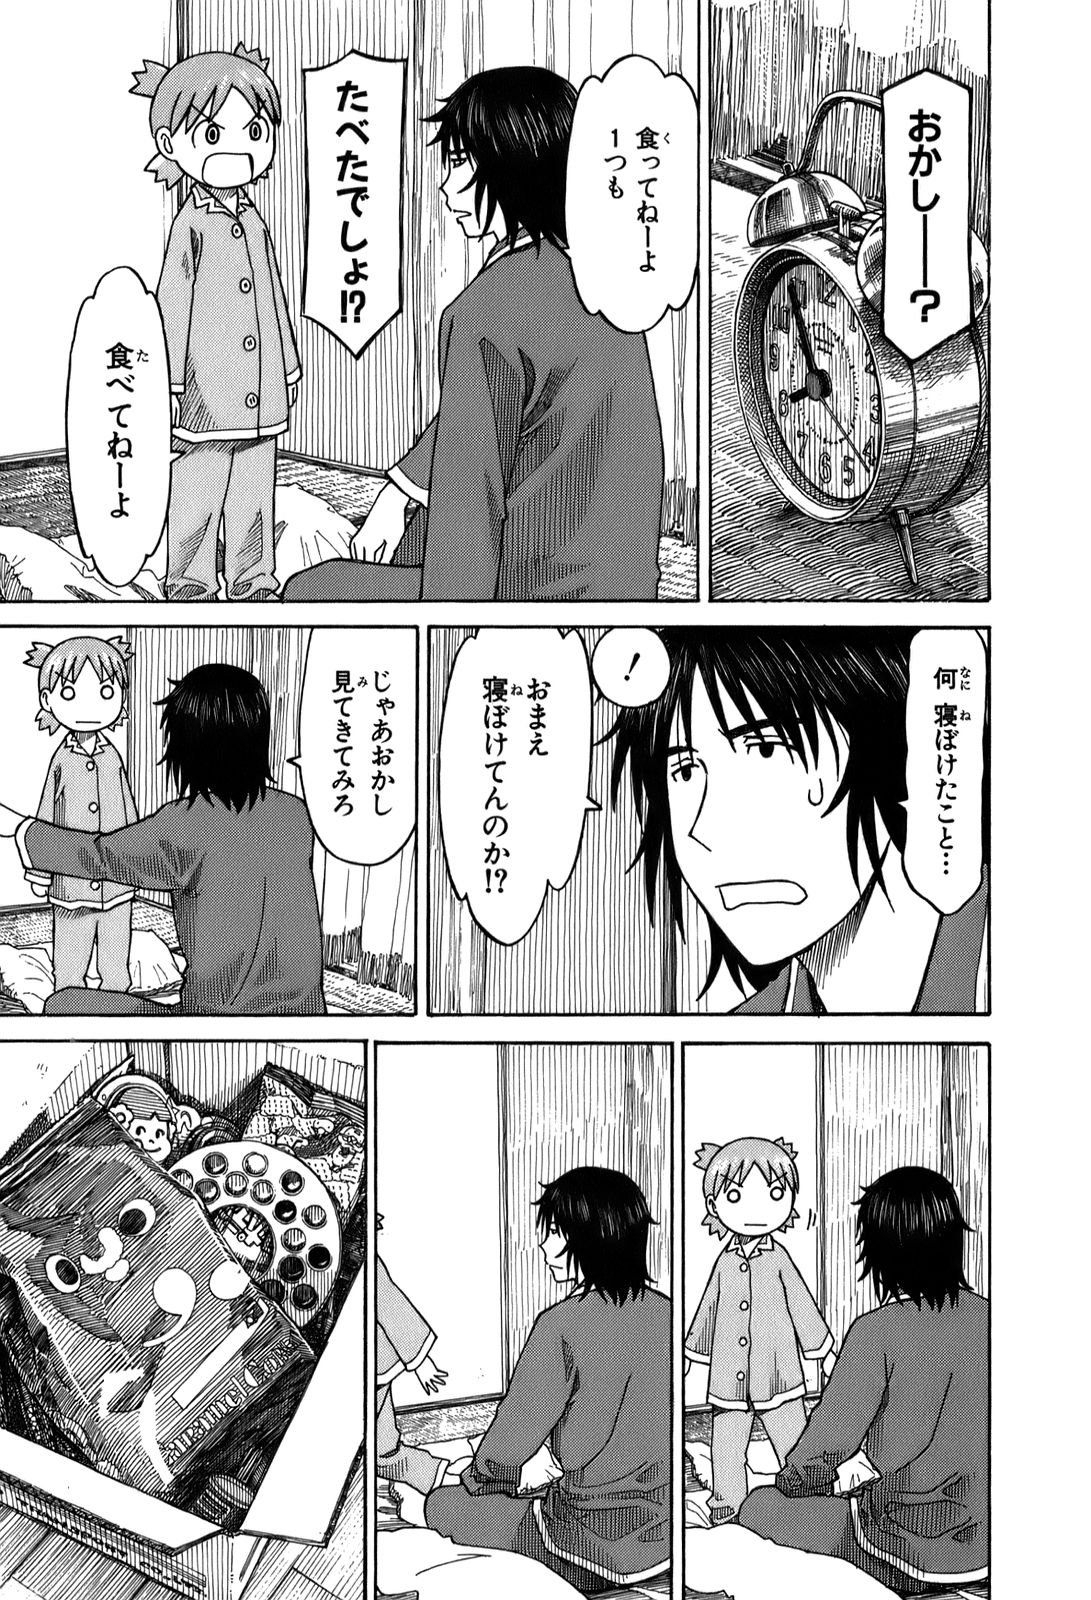 おかしーーー？
食ってねーよ
１つも
たべたでしょ！？
食べてねーよ
何 寝ぼけたこと…
！
おまえ
寝ぼけてんのか！？
じゃあおかし
見てきてみろ